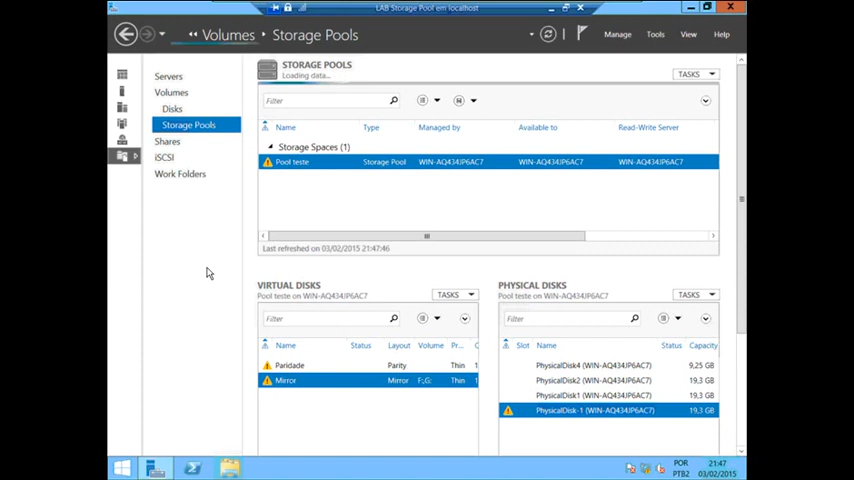 LAB Storage Pool em localhost
Volumes
Storage Pools
Manage
Tools
View
Help
Servers
Volumes
Disks
Storage Pools
Shares
iSCSI
Work Folders
STORAGE POOLS
Loading data...
TASKS
Filter
Name Type Managed by Available to Read-Write Server
Storage Spaces (1)
Pool teste Storage Pool WIN-AQ434JP6AC7 WIN-AQ434JP6AC7 WIN-AQ434JP6AC7
Last refreshed on 03/02/2015 21:47:46
VIRTUAL DISKS
Pool teste on WIN-AQ434JP6AC7
TASKS
Filter
Name Status Layout Volume Pr...
Paridade Parity Thin 1
Mirror Mirror F:,G: Thin 1
PHYSICAL DISKS
Pool teste on WIN-AQ434JP6AC7
TASKS
Filter
Slot Name Status Capacity
PhysicalDisk4 (WIN-AQ434JP6AC7) 9,25 GB
PhysicalDisk2 (WIN-AQ434JP6AC7) 19,3 GB
PhysicalDisk1 (WIN-AQ434JP6AC7) 19,3 GB
PhysicalDisk-1 (WIN-AQ434JP6AC7) 19,3 GB
POR
PTB2
21:47
03/02/2015